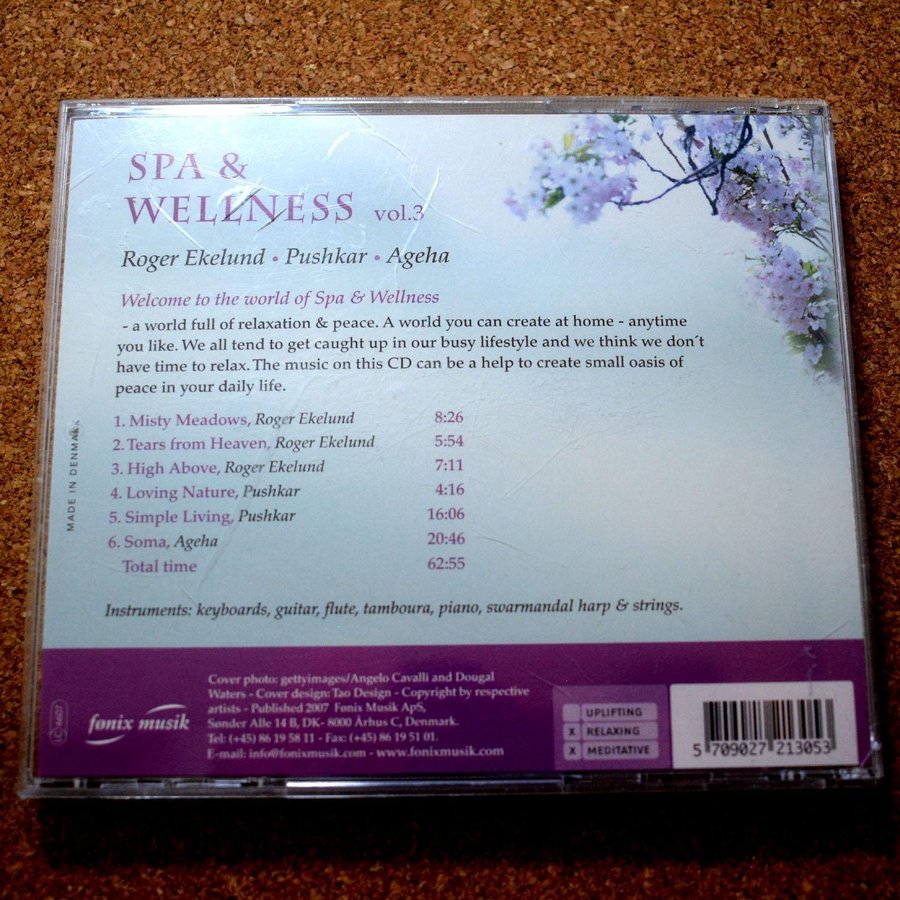 SPA &
WELLNESS vol.3
Roger Ekelund • Pushkar • Ageha
Welcome to the world of Spa & Wellness
- a world full of relaxation & peace. A world you can create at home - anytime
you like. We all tend to get caught up in our busy lifestyle and we think we don´t
have time to relax. The music on this CD can be a help to create small oasis of
peace in your daily life.
1. Misty Meadows, Roger Ekelund 8:26
2. Tears from Heaven, Roger Ekelund 5:54
3. High Above, Roger Ekelund 7:11
4. Loving Nature, Pushkar 4:16
5. Simple Living, Pushkar 16:06
6. Soma, Ageha 20:46
Total time 62:55
MADE IN DENMARK
Instruments: keyboards, guitar, flute, tamboura, piano, swarmandal harp & strings.
LC 6607
fønix musik
Cover photo: gettyimages/Angelo Cavalli and Dougal
Waters - Cover design: Tao Design - Copyright by respective
artists - Published 2007 Fønix Musik ApS,
Sønder Alle 14 B, DK- 8000 Århus C, Denmark.
Tel: (+45) 86 19 58 11 - Fax: (+45) 86 19 51 01.
E-mail: info@fonixmusik.com - www.fonixmusik.com
UPLIFTING
X RELAXING
X MEDITATIVE
5 709027 213053